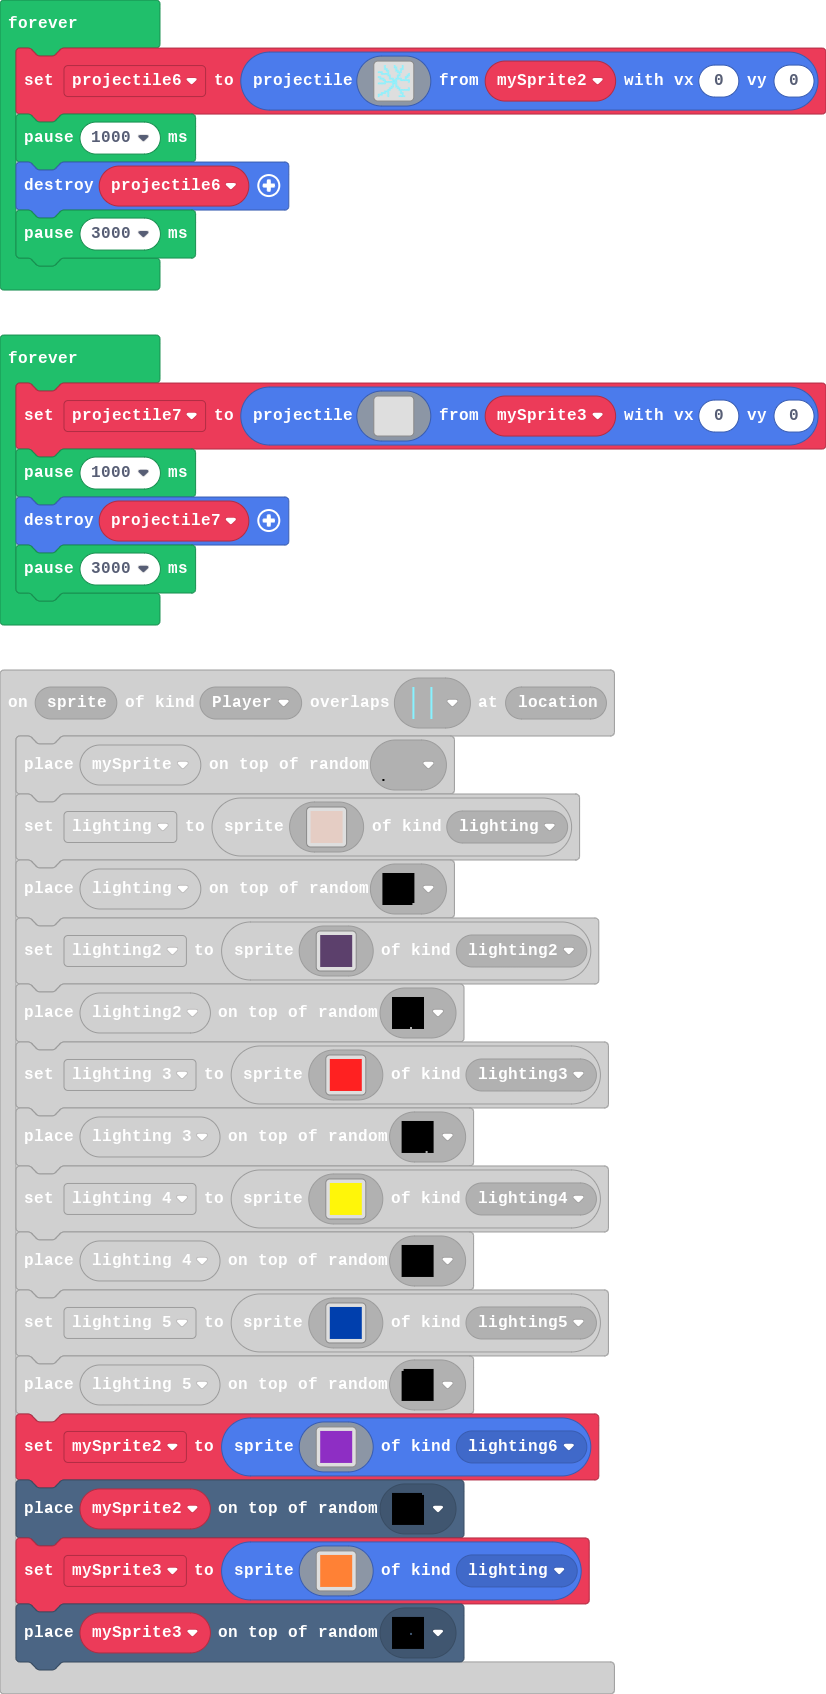 forever
set projectile6 to projectile from mySprite2 with vx 0 vy 0
pause 1000 ms
destroy projectile6
pause 3000 ms
forever
set projectile7 to projectile from mySprite3 with vx 0 vy 0
pause 1000 ms
destroy projectile7
pause 3000 ms
on sprite of kind Player overlaps at location
place mySprite on top of random
set lighting to sprite of kind lighting
place lighting on top of random
set lighting2 to sprite of kind lighting2
place lighting2 on top of random
set lighting 3 to sprite of kind lighting3
place lighting 3 on top of random
set lighting 4 to sprite of kind lighting4
place lighting 4 on top of random
set lighting 5 to sprite of kind lighting5
place lighting 5 on top of random
set mySprite2 to sprite of kind lighting6
place mySprite2 on top of random
set mySprite3 to sprite of kind lighting
place mySprite3 on top of random